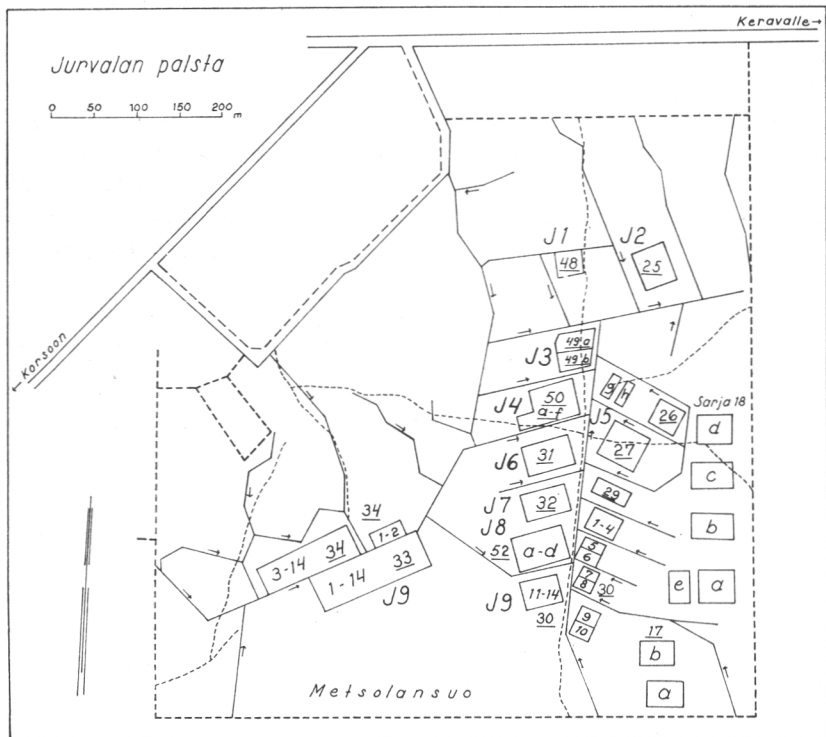 Keravalle→
Jurvalan palsta
0 50 100 150 200 m
←Korsoon
J1
J2
48
25
J3
49:a
49:b
J4
50
a-f
g
h
26
Sarja 18
d
J5
27
J6
31
c
29
J7
32
34
1-4
b
J8
1-2
52
a-d
5
6
3-14
34
33
7
8
30
e
a
1-14
J9
J9
11-14
30
9
10
17
b
a
Metsolansuo